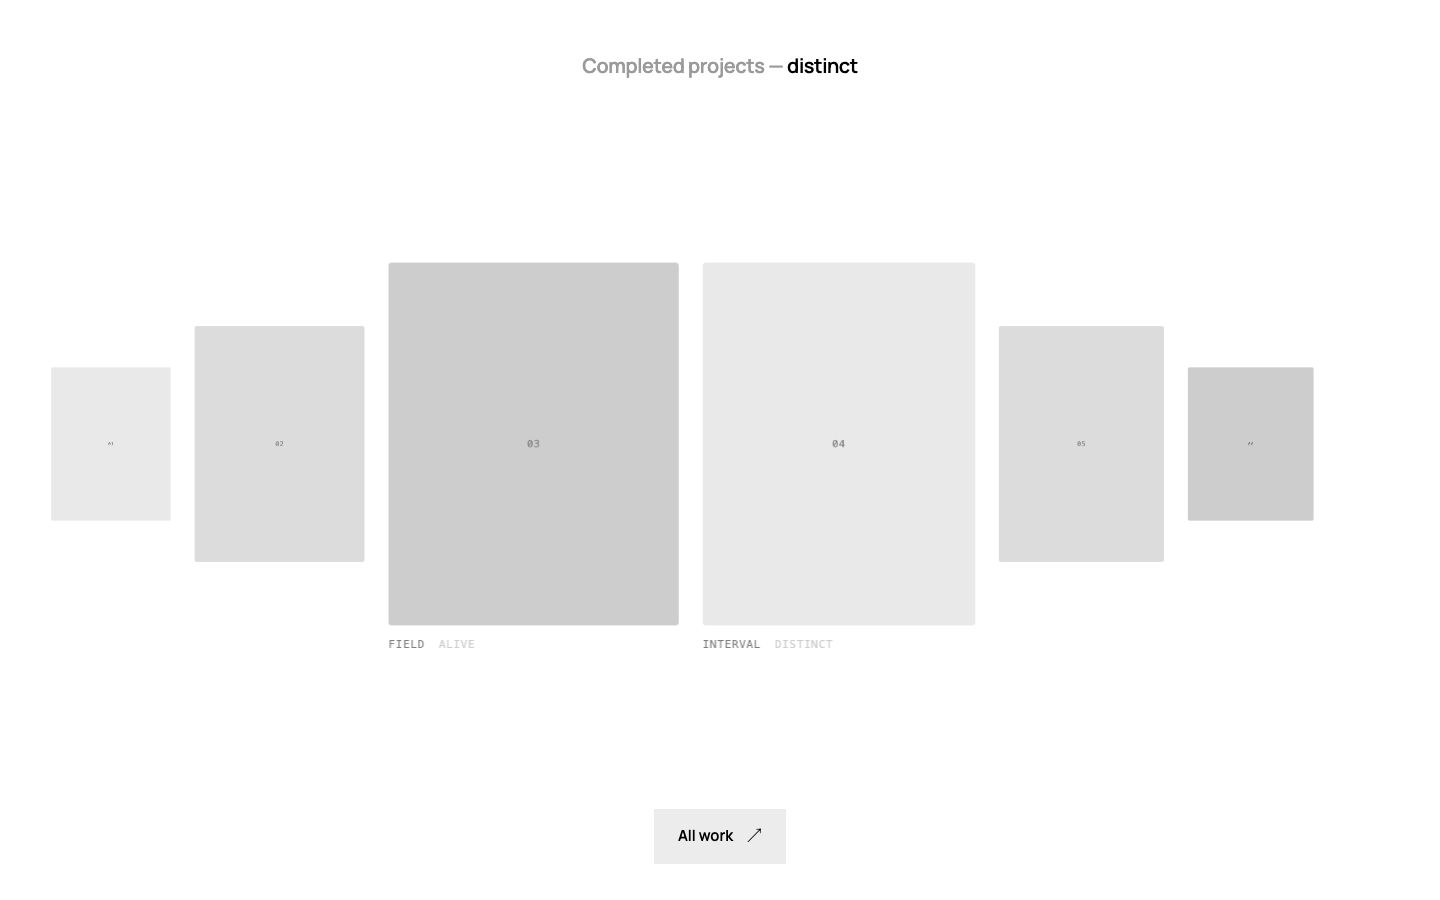 Completed projects — distinct
02
03
04
05
FIELD ALIVE
INTERVAL DISTINCT
All work ↗